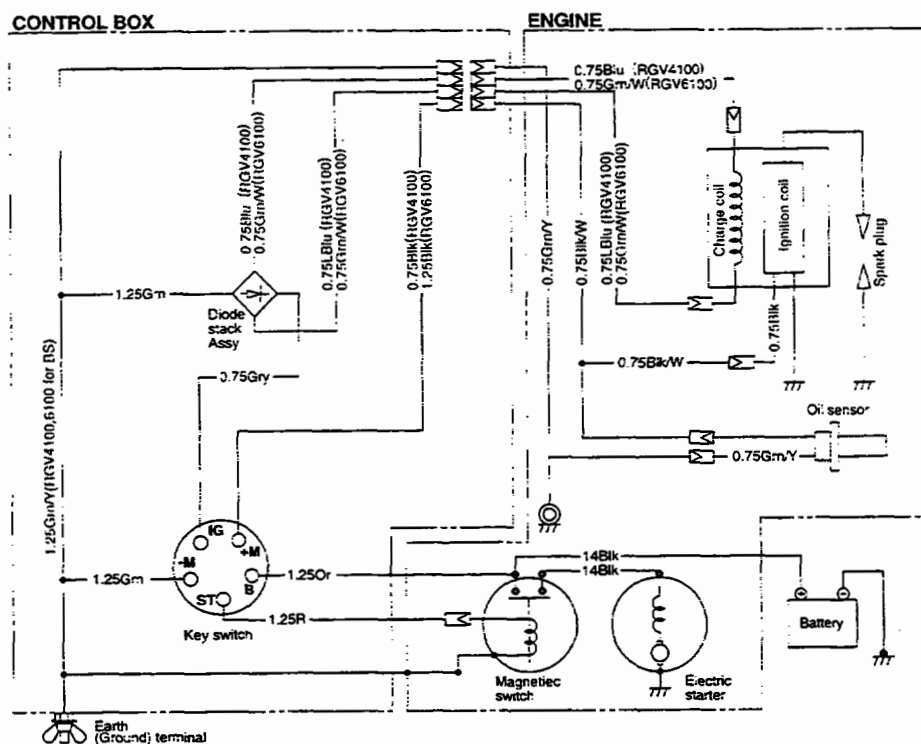 CONTROL BOX
ENGINE
0.75Blu (RGV4100)
0.75Grn/W(RGV6100)
0.75Blu (RGV4100)
0.75Grn/W(RGV6100)
0.75LBlu (RGV4100)
0.75Grn/W(RGV6100)
0.75Blk(RGV4100)
1.25Blk(RGV6100)
0.75Grn/Y
0.75Blk/W
0.75LBlu (RGV4100)
0.75Grn/W(RGV6100)
Charge coil
Ignition coil
Spark plug
1.25Grn
Diode
stack
Assy
0.75Blk
0.75Blk/W
0.75Gry
Oil sensor
0.75Grn/Y
1.25Grn/Y(RGV4100,6100 for BS)
IG
+M
-M
B
ST
1.25Grn
1.25Or
14Blk
14Blk
1.25R
Key switch
Battery
Magnetiec
switch
Electric
starter
Earth
(Ground) terminal